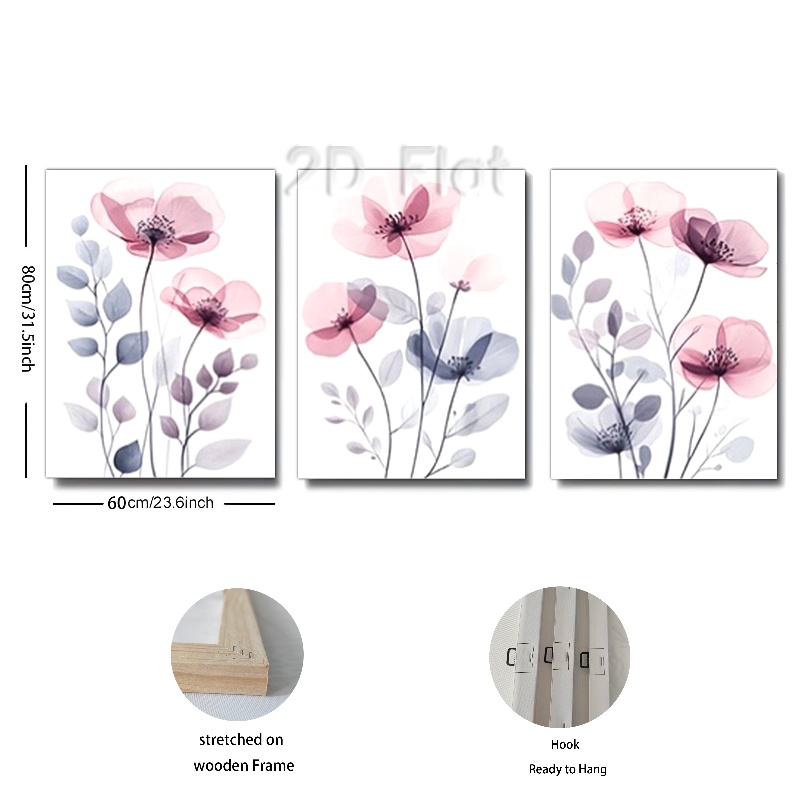 2D Flat
80cm/31.5inch
60cm/23.6inch
stretched on
wooden Frame
Hook
Ready to Hang